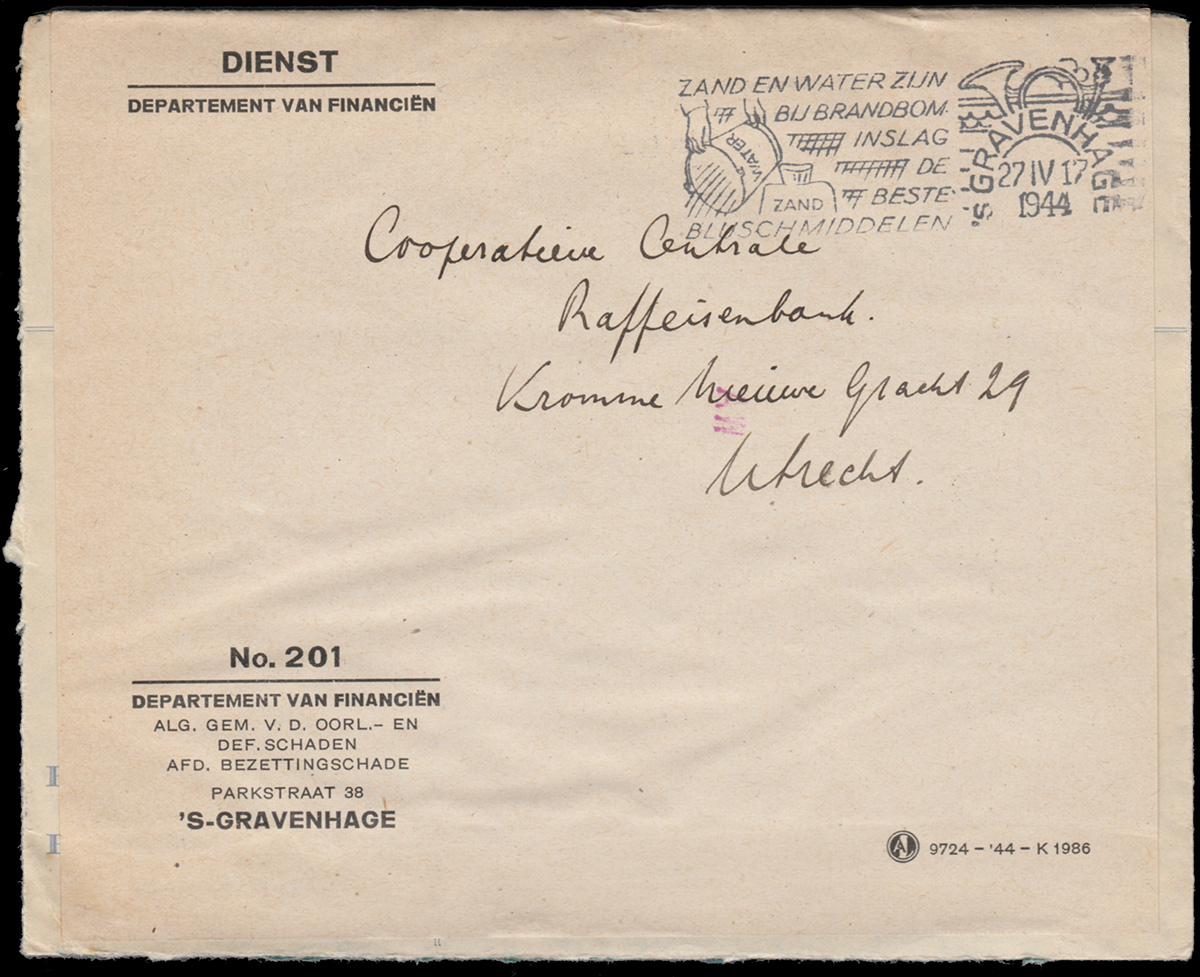 DIENST
DEPARTEMENT VAN FINANCIËN
ZAND EN WATER ZIJN
BIJ BRANDBOM-
INSLAG
DE
BESTE
BLUSCHMIDDELEN
WATER
ZAND
'S-GRAVENHAGE
27 IV 17
1944
Cooperatieve Centrale
Raffeisenbank.
Kromme Nieuwe Gracht 29
Utrecht.
No. 201
DEPARTEMENT VAN FINANCIËN
ALG. GEM. V. D. OORL.- EN
DEF. SCHADEN
AFD. BEZETTINGSCHADE
PARKSTRAAT 38
'S-GRAVENHAGE
9724 - '44 - K 1986